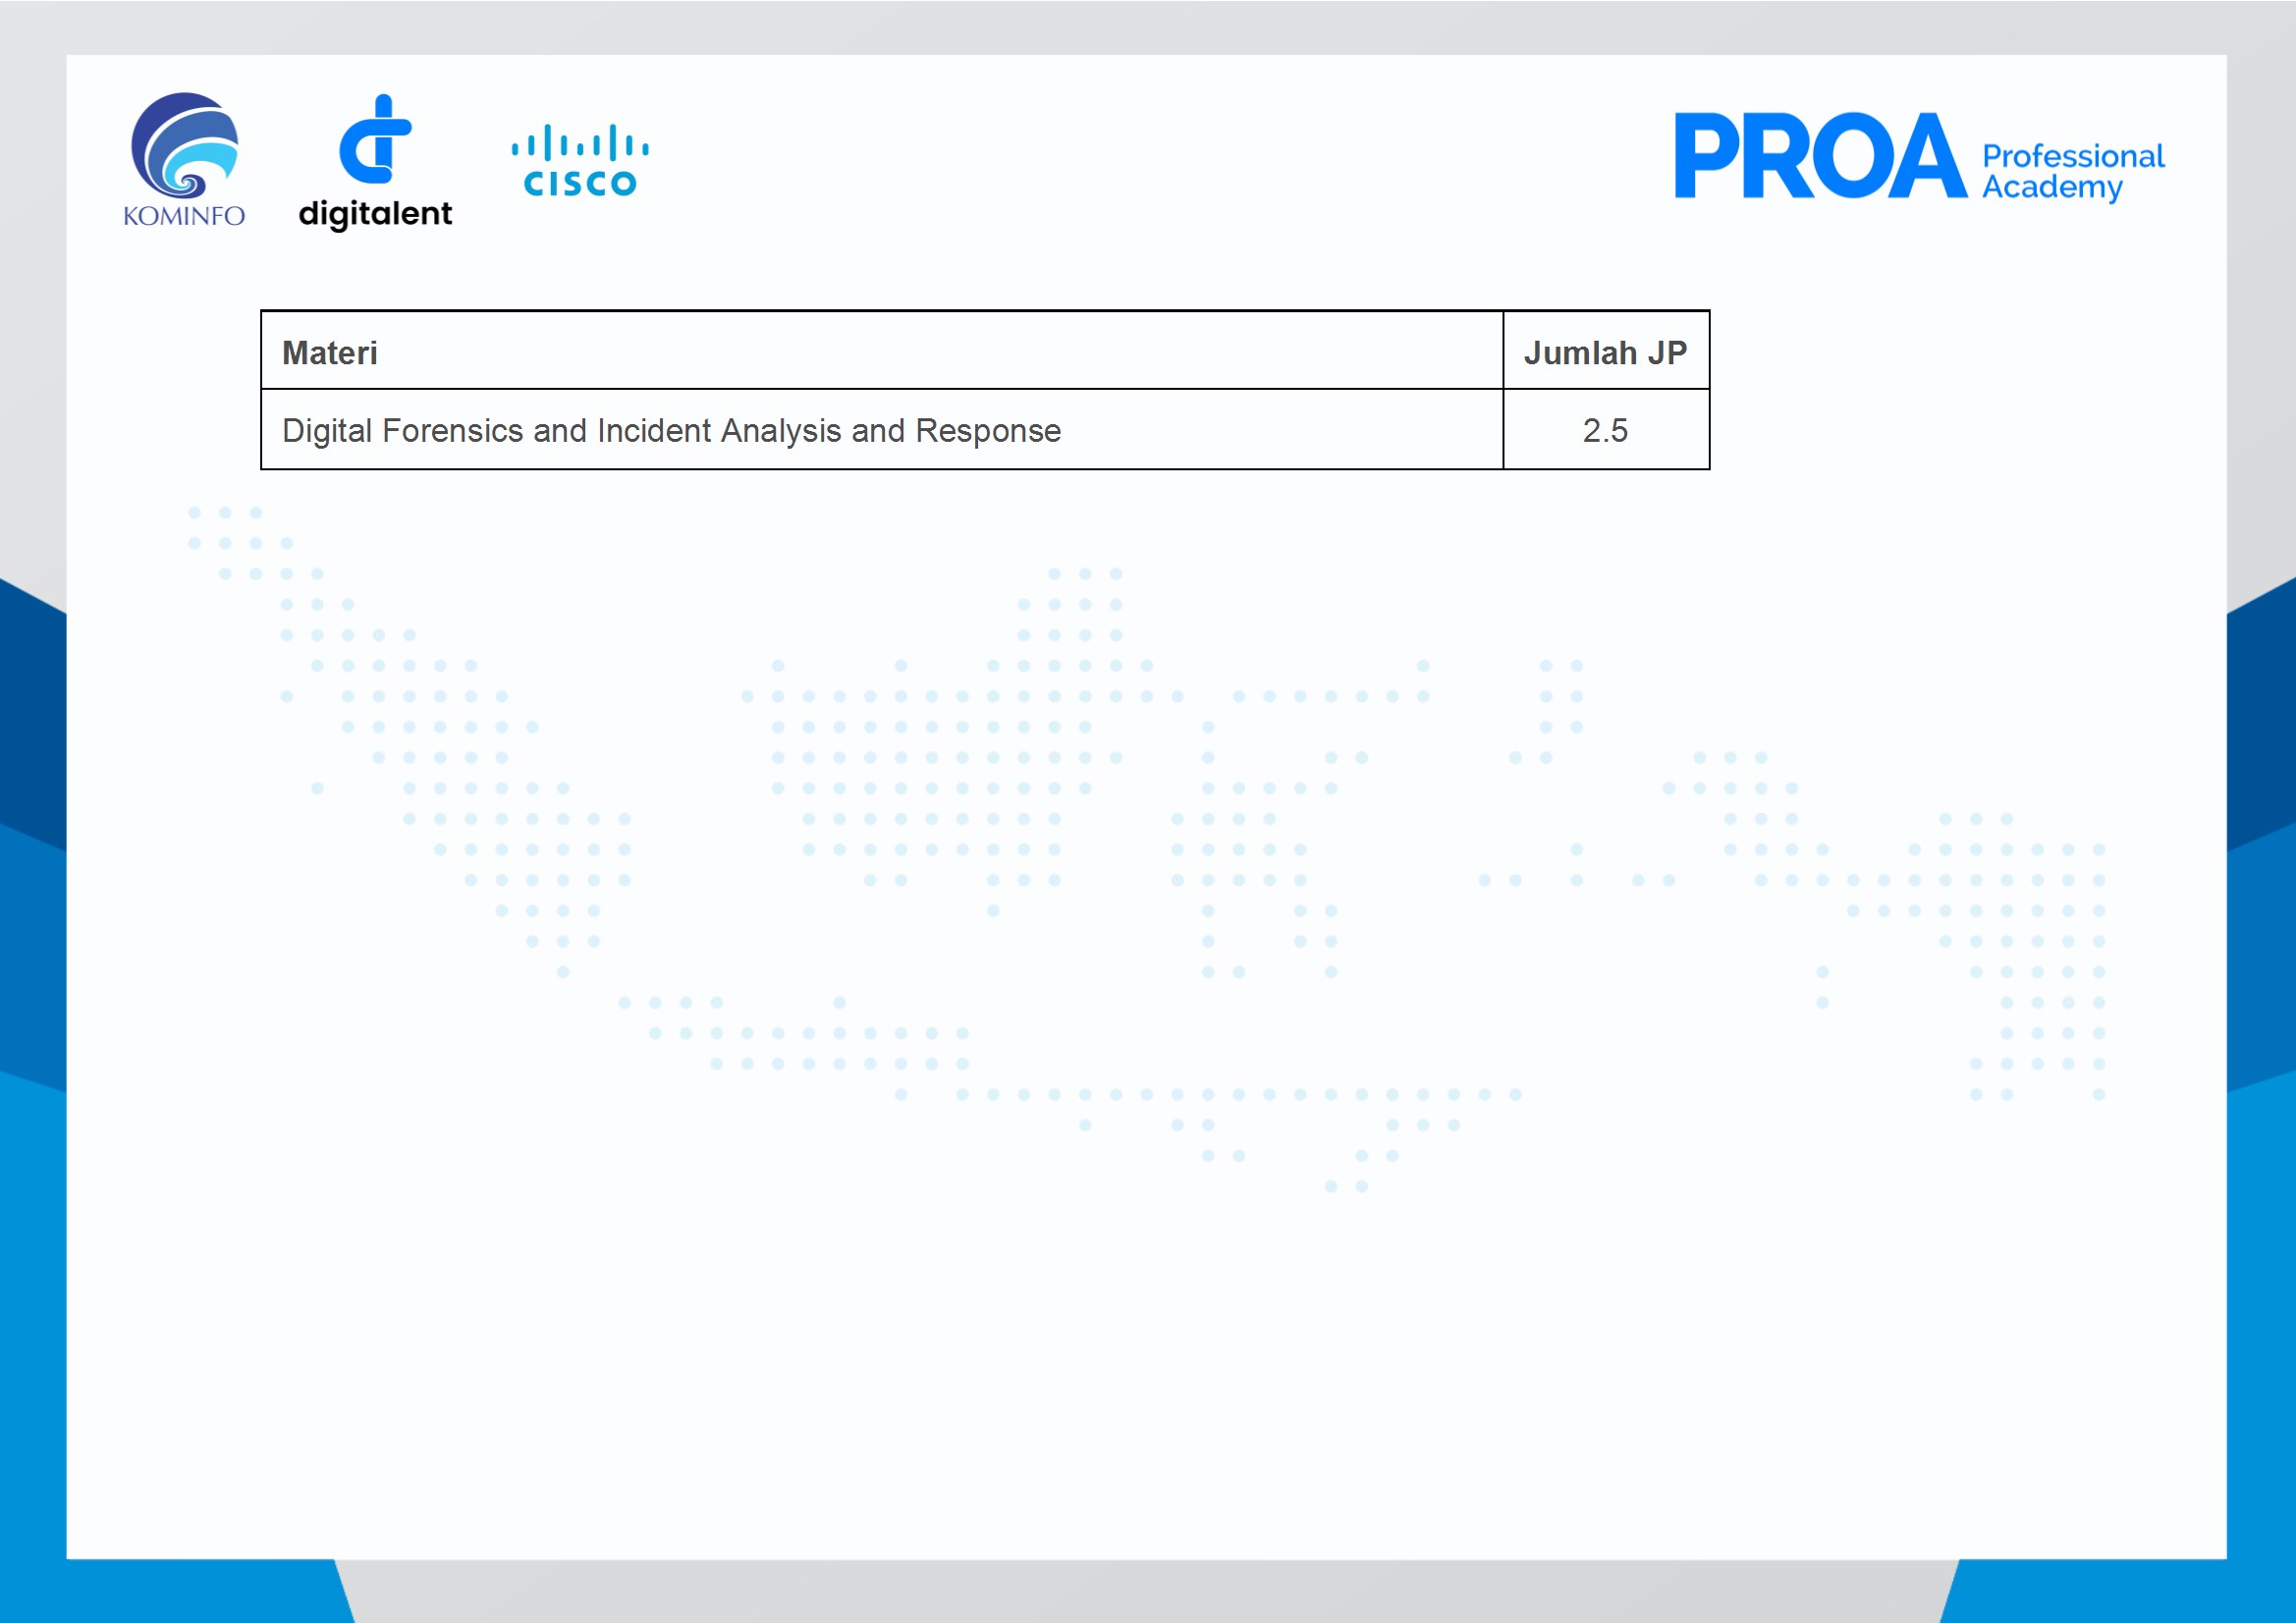 KOMINFO
digitalent
CISCO
PROA Professional
Academy
Materi Jumlah JP
Digital Forensics and Incident Analysis and Response 2.5